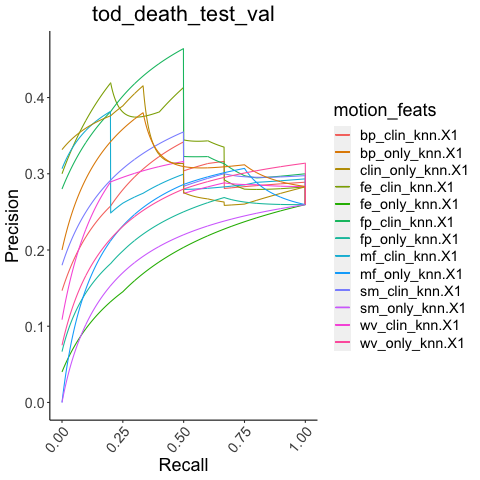 tod_death_test_val
Precision
0.4
0.3
0.2
0.1
0.0
0.00
0.25
0.50
0.75
1.00
Recall
motion_feats
bp_clin_knn.X1
bp_only_knn.X1
clin_only_knn.X1
fe_clin_knn.X1
fe_only_knn.X1
fp_clin_knn.X1
fp_only_knn.X1
mf_clin_knn.X1
mf_only_knn.X1
sm_clin_knn.X1
sm_only_knn.X1
wv_clin_knn.X1
wv_only_knn.X1